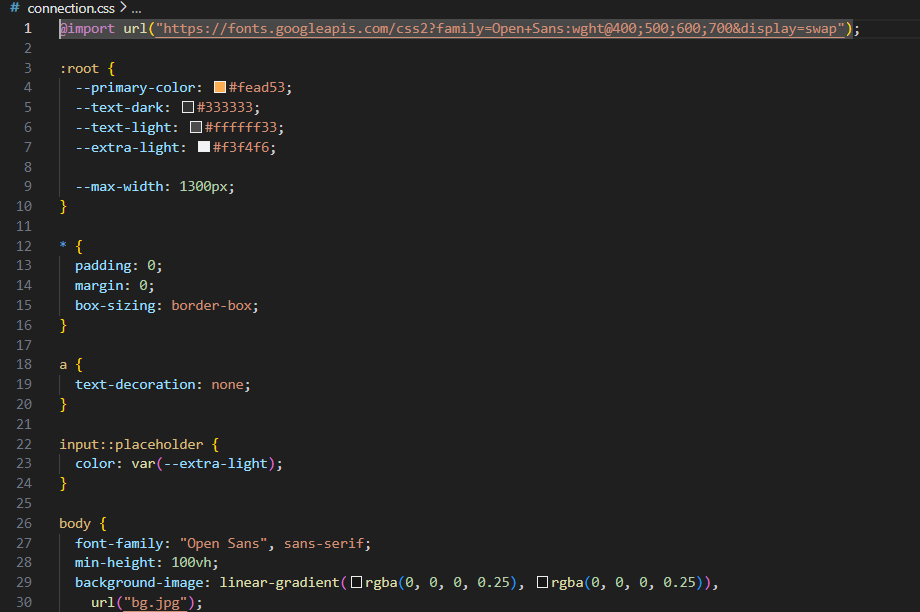 # connection.css > ...
1 @import url("https://fonts.googleapis.com/css2?family=Open+Sans:wght@400;500;600;700&display=swap");
2
3 :root {
4   --primary-color: #fead53;
5   --text-dark: #333333;
6   --text-light: #ffffff33;
7   --extra-light: #f3f4f6;
8
9   --max-width: 1300px;
10 }
11
12 * {
13   padding: 0;
14   margin: 0;
15   box-sizing: border-box;
16 }
17
18 a {
19   text-decoration: none;
20 }
21
22 input::placeholder {
23   color: var(--extra-light);
24 }
25
26 body {
27   font-family: "Open Sans", sans-serif;
28   min-height: 100vh;
29   background-image: linear-gradient(rgba(0, 0, 0, 0.25), rgba(0, 0, 0, 0.25)),
30     url("bg.jpg");